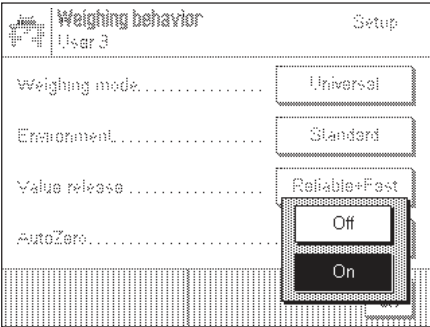 Weighing behavior
Setup
User 3
Weighing mode................. Universal
Environment.................... Standard
Value release ................. Reliable+Fast
AutoZero.......................
Off
On